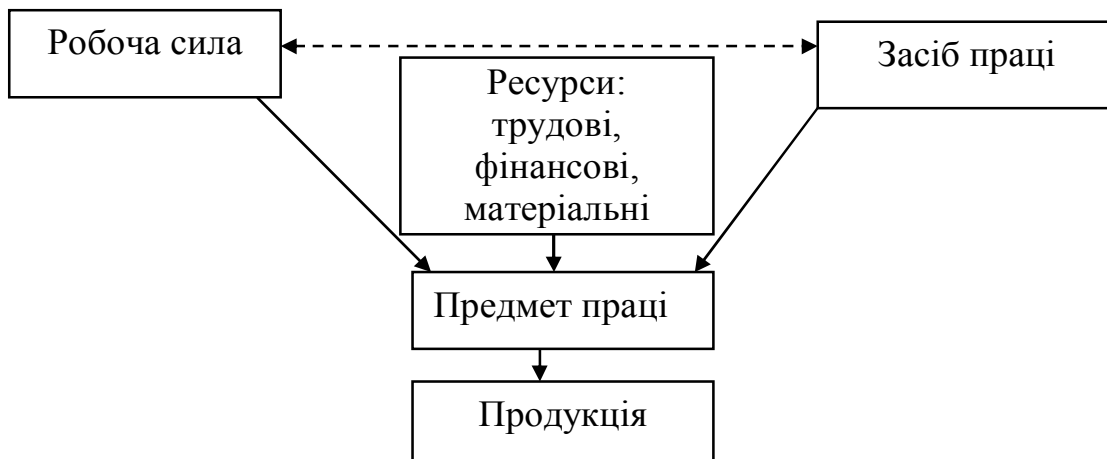 Робоча сила
Засіб праці
Ресурси:
трудові,
фінансові,
матеріальні
Предмет праці
Продукція